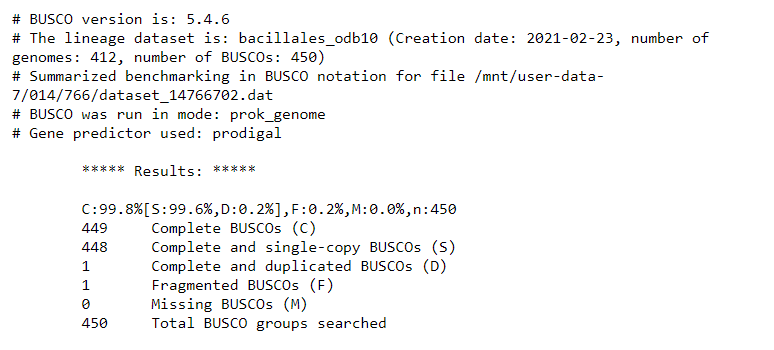 # BUSCO version is: 5.4.6
# The lineage dataset is: bacillales_odb10 (Creation date: 2021-02-23, number of
genomes: 412, number of BUSCOs: 450)
# Summarized benchmarking in BUSCO notation for file /mnt/user-data-
7/014/766/dataset_14766702.dat
# BUSCO was run in mode: prok_genome
# Gene predictor used: prodigal
***** Results: *****
C:99.8%[S:99.6%,D:0.2%],F:0.2%,M:0.0%,n:450
449 Complete BUSCOs (C)
448 Complete and single-copy BUSCOs (S)
1 Complete and duplicated BUSCOs (D)
1 Fragmented BUSCOs (F)
0 Missing BUSCOs (M)
450 Total BUSCO groups searched